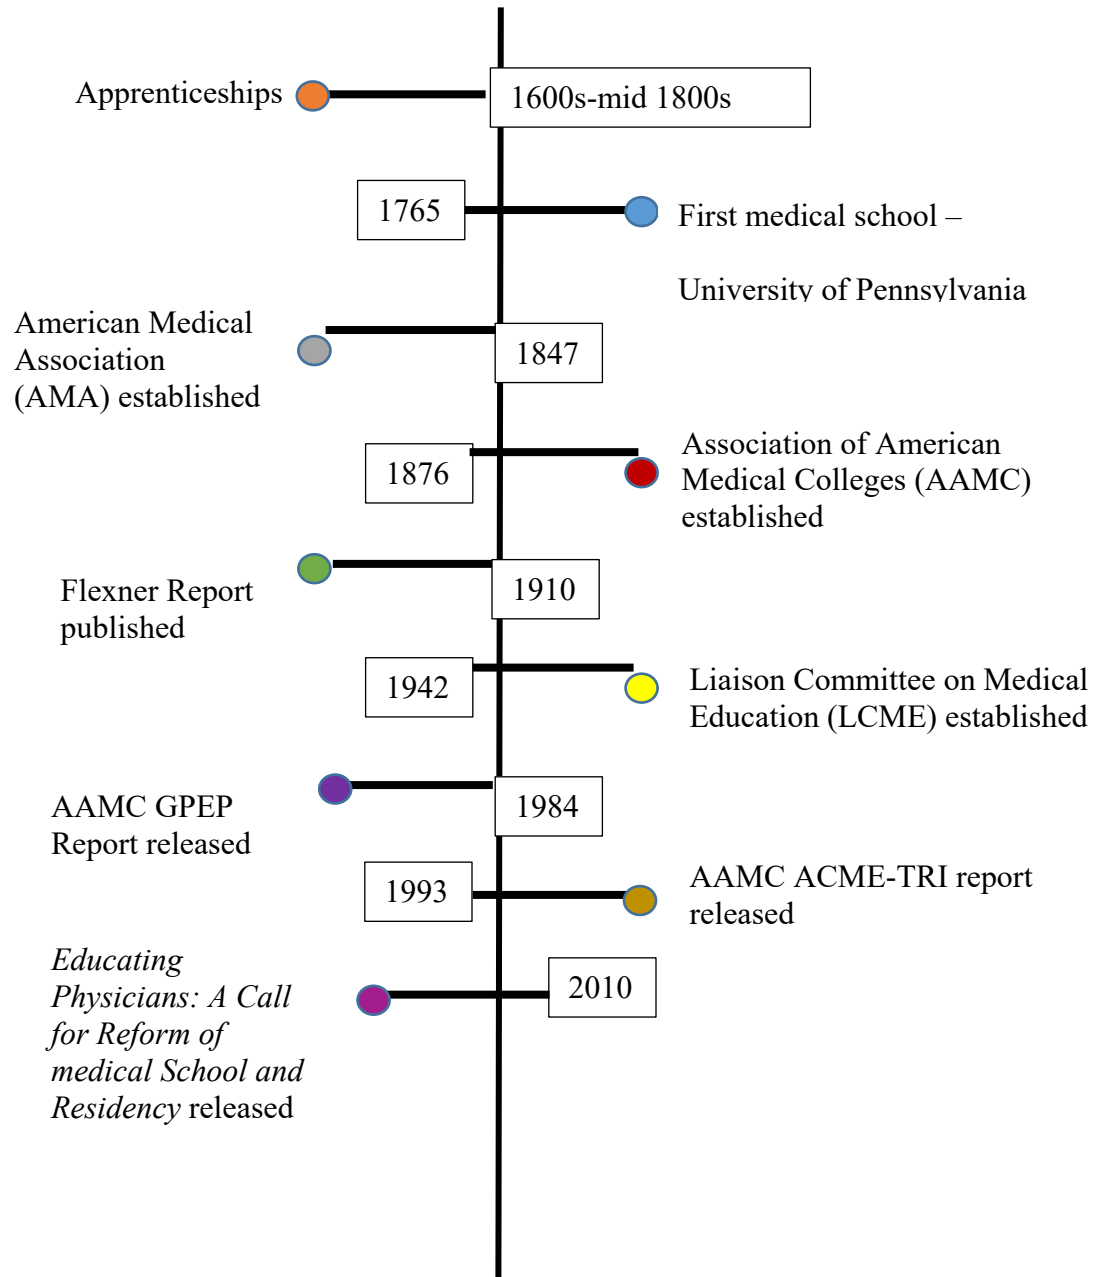 Apprenticeships
1600s-mid 1800s
1765
First medical school –
University of Pennsylvania
American Medical
Association
(AMA) established
1847
1876
Association of American
Medical Colleges (AAMC)
established
Flexner Report
published
1910
1942
Liaison Committee on Medical
Education (LCME) established
AAMC GPEP
Report released
1984
1993
AAMC ACME-TRI report
released
Educating
Physicians: A Call
for Reform of
medical School and
Residency released
2010